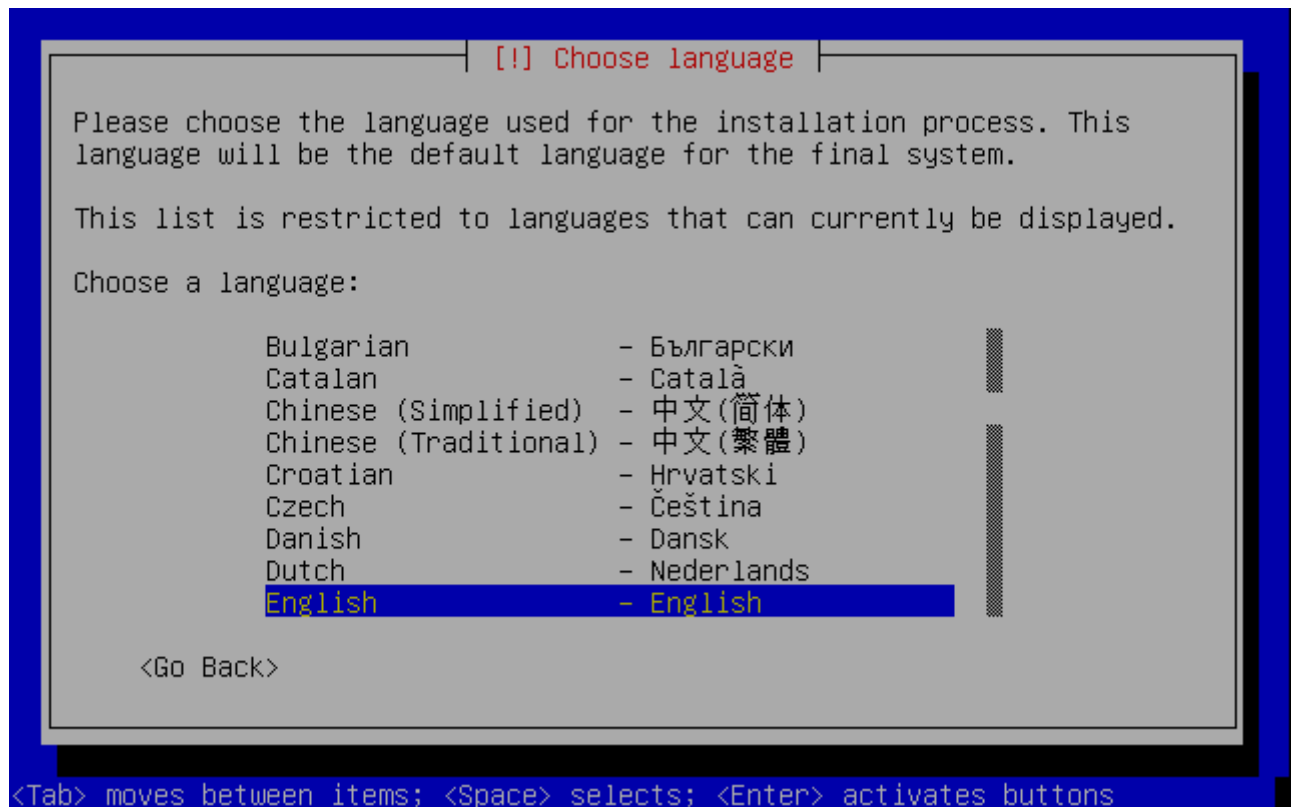 [!] Choose language
Please choose the language used for the installation process. This
language will be the default language for the final system.
This list is restricted to languages that can currently be displayed.
Choose a language:
Bulgarian - Български
Catalan - Català
Chinese (Simplified) - 中文(简体)
Chinese (Traditional) - 中文(繁體)
Croatian - Hrvatski
Czech - Čeština
Danish - Dansk
Dutch - Nederlands
English - English
<Go Back>
<Tab> moves between items; <Space> selects; <Enter> activates buttons